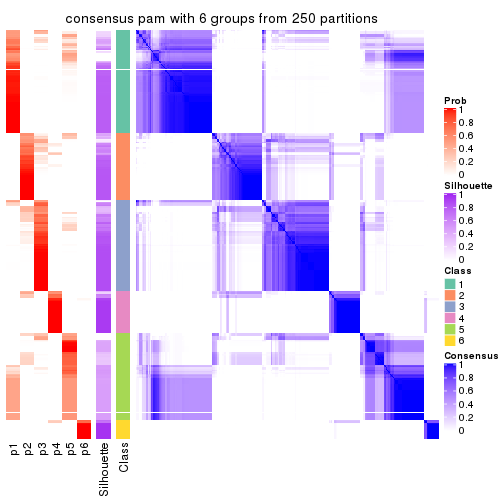 consensus pam with 6 groups from 250 partitions
Prob
1
0.8
0.6
0.4
0.2
0
Silhouette
1
0.8
0.6
0.4
0.2
0
Class
1
2
3
4
5
6
Consensus
1
0.8
0.6
0.4
0.2
0
p1
p2
p3
p4
p5
p6
Silhouette
Class